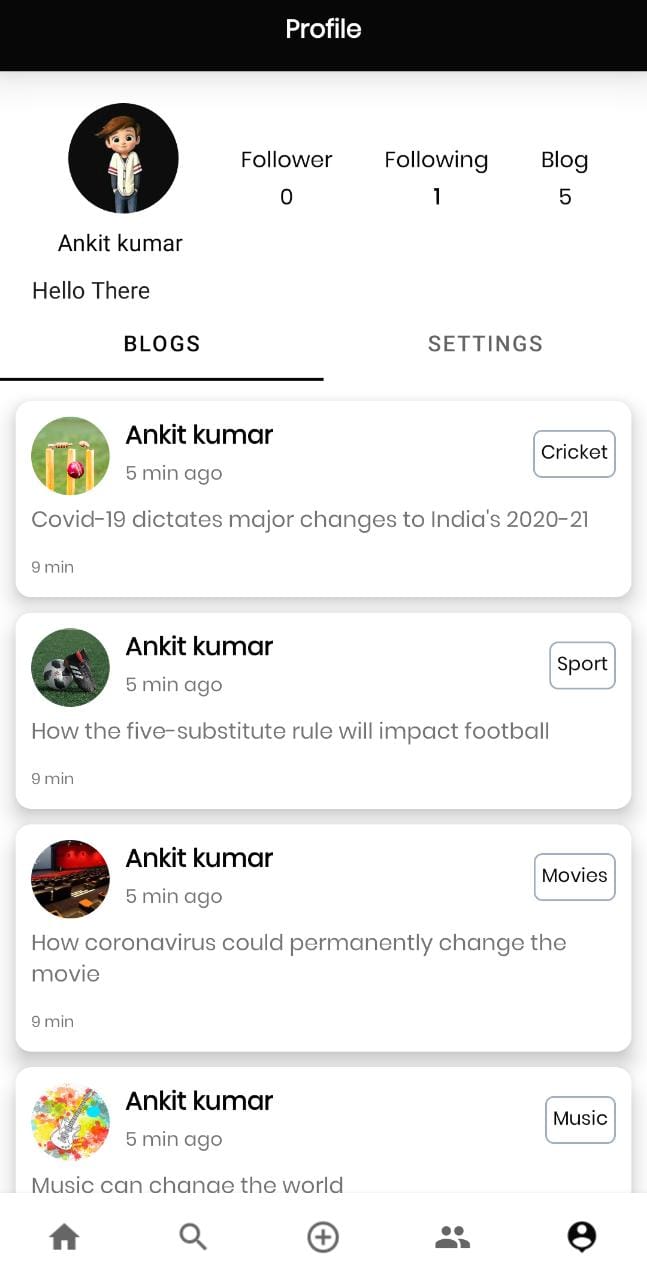 Profile
Follower Following Blog
0 1 5
Ankit kumar
Hello There
BLOGS SETTINGS
Ankit kumar
5 min ago
Cricket
Covid-19 dictates major changes to India's 2020-21
9 min
Ankit kumar
5 min ago
Sport
How the five-substitute rule will impact football
9 min
Ankit kumar
5 min ago
Movies
How coronavirus could permanently change the
movie
9 min
Ankit kumar
5 min ago
Music
Music can change the world